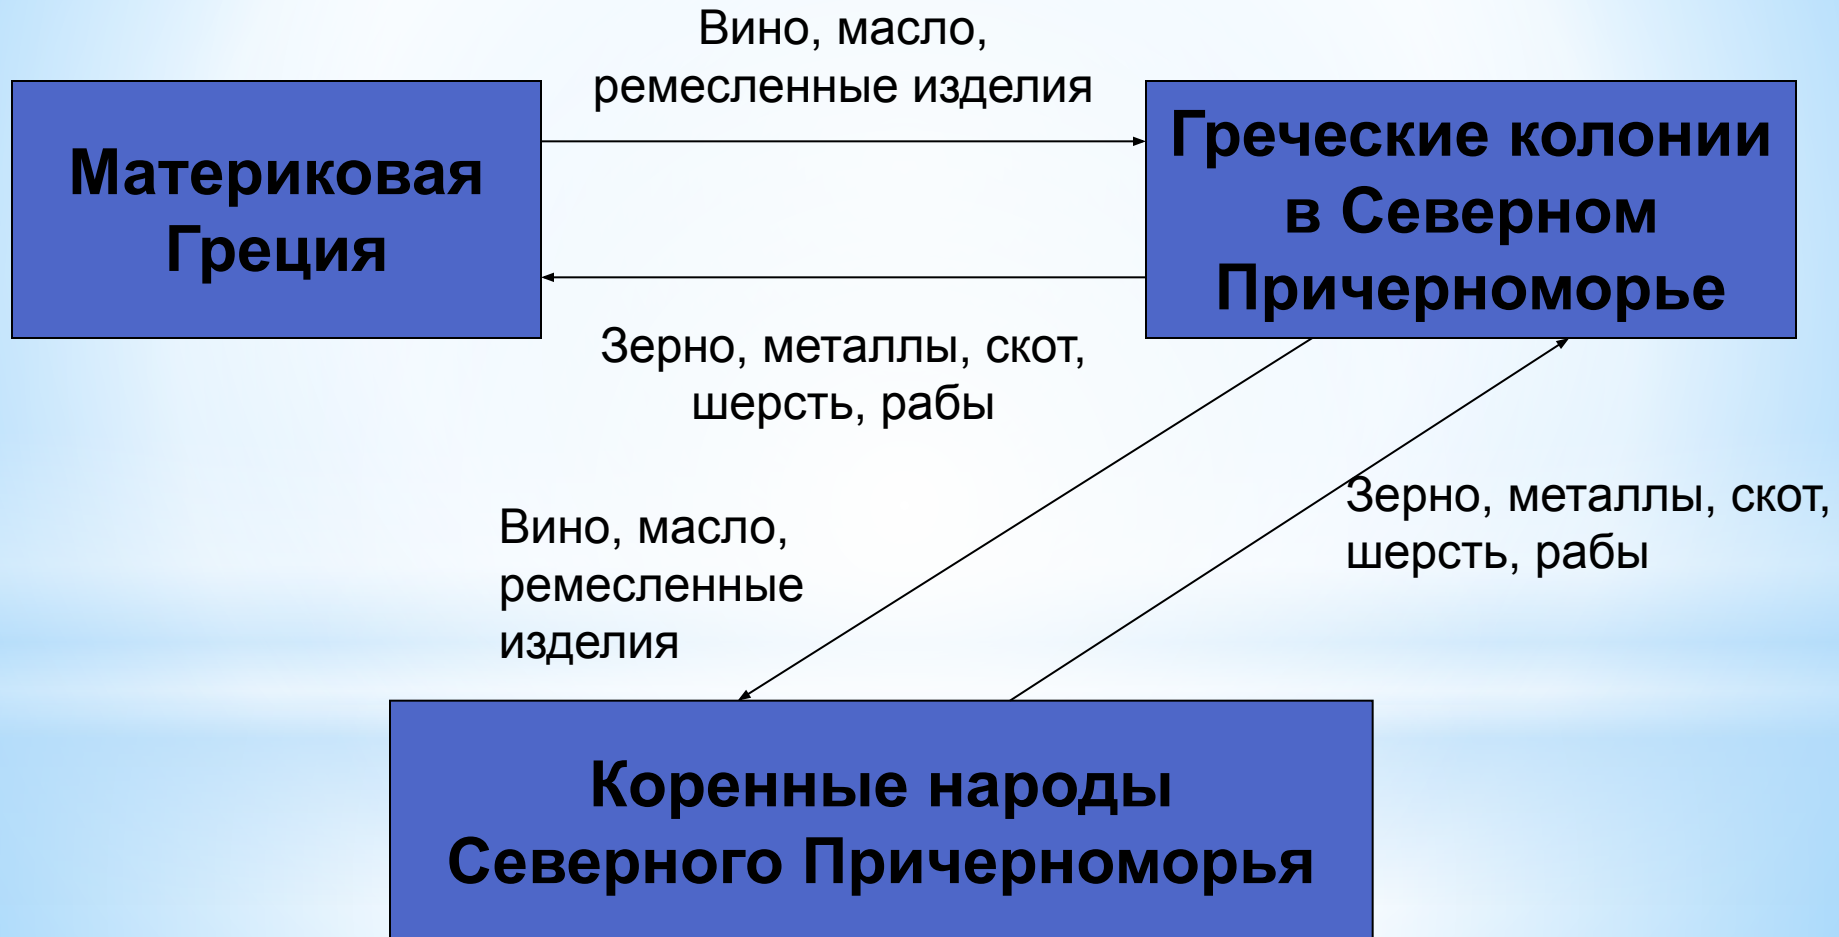 Вино, масло,
ремесленные изделия
Материковая
Греция
Греческие колонии
в Северном
Причерноморье
Зерно, металлы, скот,
шерсть, рабы
Вино, масло,
ремесленные
изделия
Зерно, металлы, скот,
шерсть, рабы
Коренные народы
Северного Причерноморья